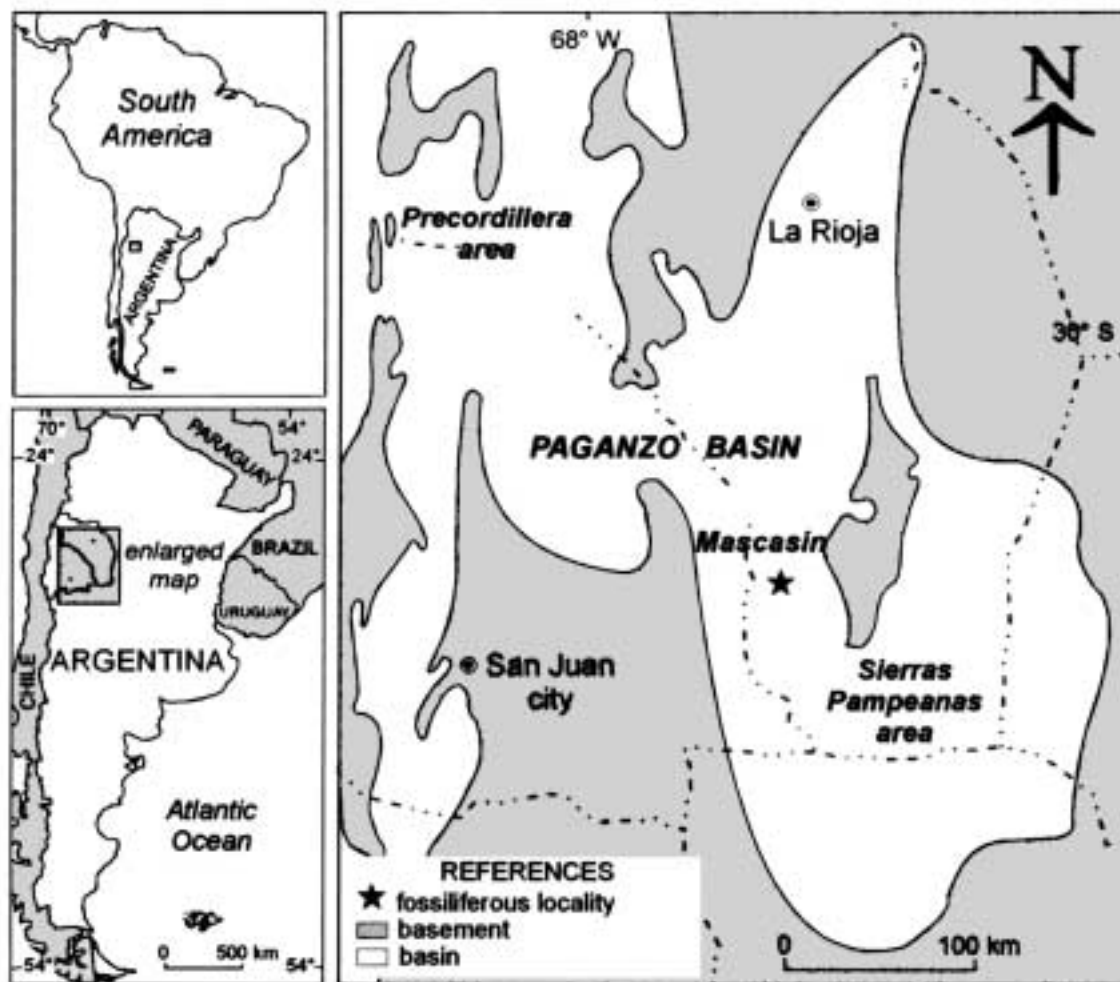 South
America
ARGENTINA
70°
54°
24°
PARAGUAY
24°
enlarged
map
BRAZIL
URUGUAY
ARGENTINA
CHILE
Atlantic
Ocean
0 500 km
54°
54°
68° W
N
Precordillera
area
La Rioja
30° S
PAGANZO BASIN
Mascasin
San Juan
city
Sierras
Pampeanas
area
REFERENCES
fossiliferous locality
basement
basin
0 100 km